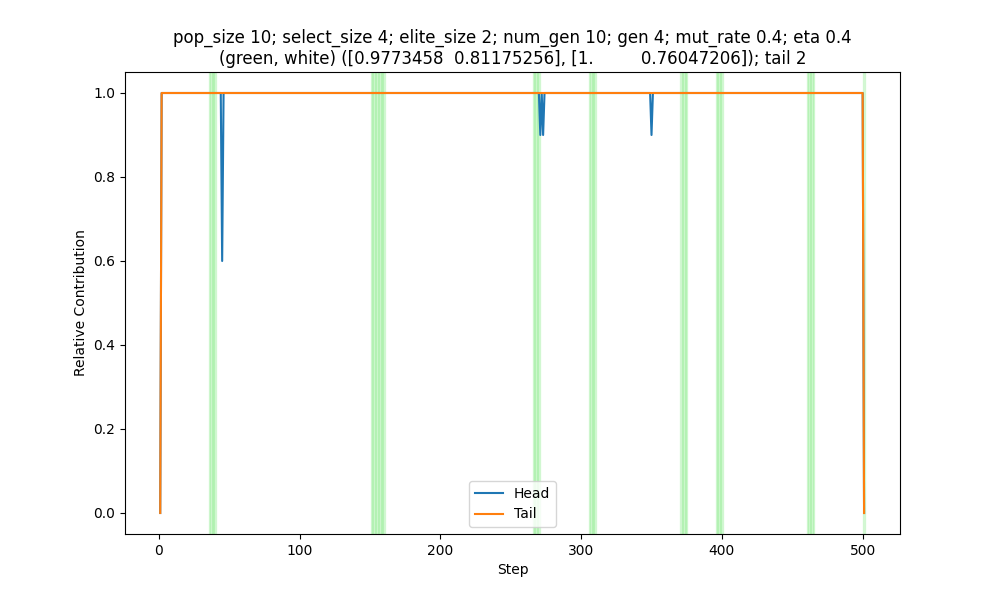 pop_size 10; select_size 4; elite_size 2; num_gen 10; gen 4; mut_rate 0.4; eta 0.4
(green, white) ([0.9773458  0.81175256], [1.         0.76047206]); tail 2
1.0
0.8
0.6
0.4
0.2
0.0
Relative Contribution
Head
Tail
0 100 200 300 400 500
Step